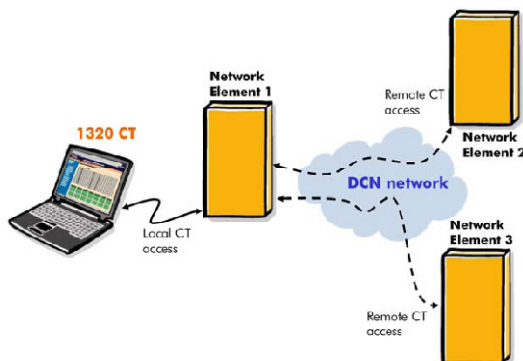 1320 CT
Network
Element 1
Local CT
access
DCN network
Remote CT
access
Network
Element 2
Network
Element 3
Remote CT
access